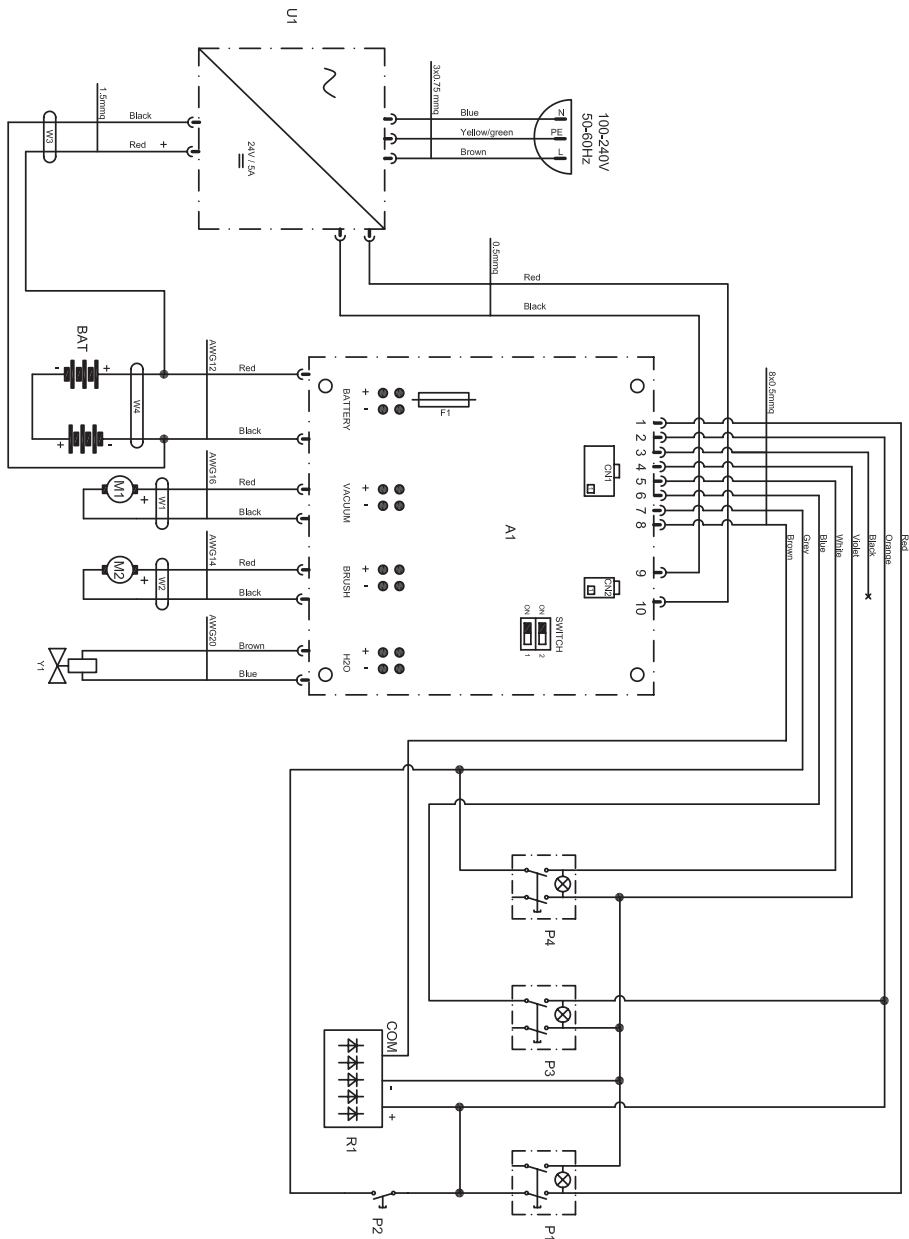 U1
100-240V
50-60Hz
N
PE
L
Blue
Yellow/green
Brown
3x0.75 mmq
1.5mmq
Black
Red +
W3
24V / 5A
0.5mmq
Red
Black
BAT
-
+
+
-
W4
AWG12
Red
Black
M1
+
W1
AWG16
Red
Black
M2
+
W2
AWG14
Red
Black
Y1
AWG20
Brown
Blue
BATTERY
+
-
F1
VACUUM
+
-
BRUSH
+
-
H2O
+
-
A1
CN1
1
CN2
1
SWITCH
ON
ON
1
2
1
2
3
4
5
6
7
8
9
10
8x0.5mmq
Red
Orange
Black
Violet
White
Blue
Grey
Brown
P4
P3
COM
-
+
R1
P2
P1